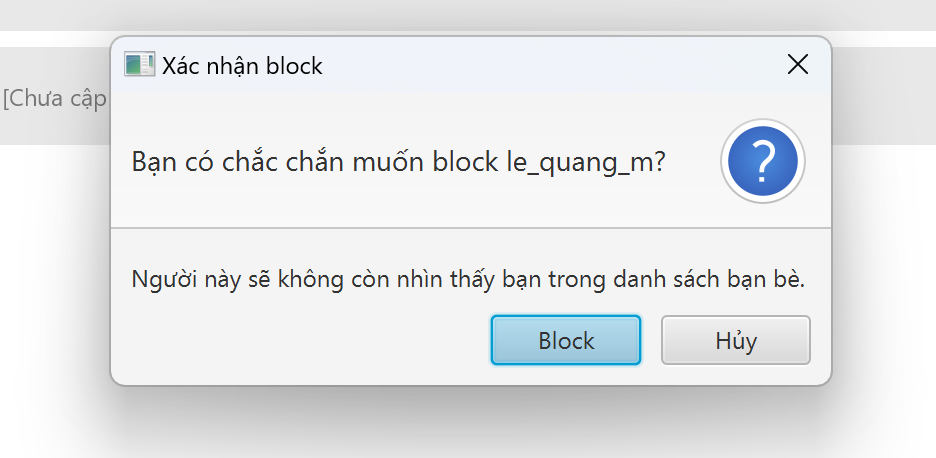 Xác nhận block
[Chưa cập
Bạn có chắc chắn muốn block le_quang_m?
?
Người này sẽ không còn nhìn thấy bạn trong danh sách bạn bè.
Block
Hủy